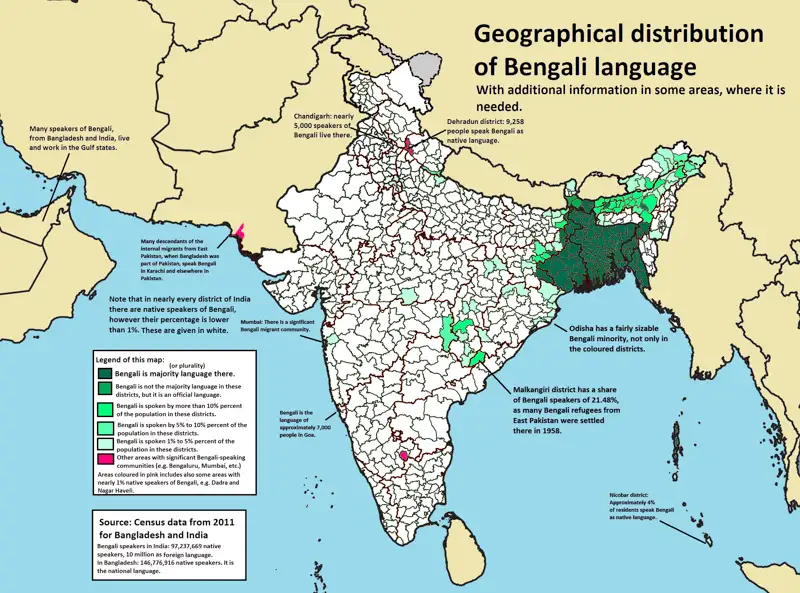 Geographical distribution
of Bengali language
With additional information in some areas, where it is
needed.
Chandigarh: nearly
5,000 speakers of
Bengali live there.
Dehradun district: 9,258
people speak Bengali as
native language.
Many speakers of Bengali,
from Bangladesh and India, live
and work in the Gulf states.
Many descendants of the
internal migrants from East
Pakistan, when Bangladesh was
part of Pakistan, speak Bengali
in Karachi and elsewhere in
Pakistan.
Note that in nearly every district of India
there are native speakers of Bengali,
however their percentage is lower
than 1%. These are given in white.
Mumbai: There is a significant
Bengali migrant community.
Odisha has a fairly sizable
Bengali minority, not only in
the coloured districts.
Malkangiri district has a share
of Bengali speakers of 21.48%,
as many Bengali refugees from
East Pakistan were settled
there in 1958.
Bengali is the
language of
approximately 7,000
people in Goa.
Nicobar district:
Approximately 4%
of residents speak Bengali
as native language.
Legend of this map:
(or plurality)
Bengali is majority language there.
Bengali is not the majority language in these
districts, but it is an official language.
Bengali is spoken by more than 10% percent
of the population in these districts.
Bengali is spoken by 5% to 10% percent of the
population in these districts.
Bengali is spoken 1% to 5% percent of the
population in these districts.
Other areas with significant Bengali-speaking
communities (e.g. Bengaluru, Mumbai, etc.)
Areas coloured in pink includes also some areas with
nearly 1% native speakers of Bengali, e.g. Dadra and
Nagar Haveli.
Source: Census data from 2011
for Bangladesh and India
Bengali speakers in India: 97,237,669 native
speakers, 10 million as foreign language.
In Bangladesh: 146,776,916 native speakers. It is
the national language.